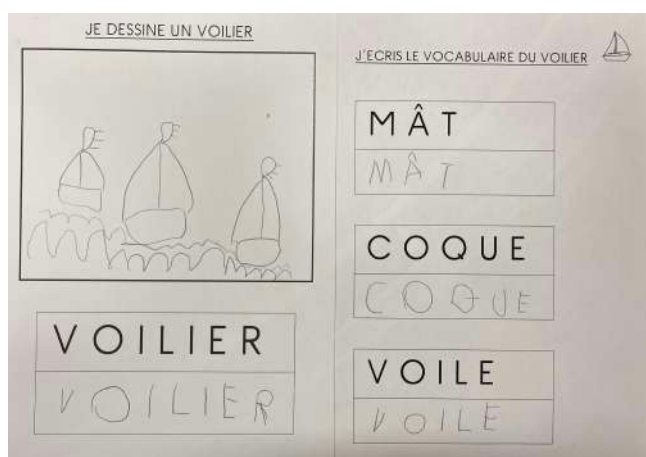 JE DESSINE UN VOILIER
VOILIER
VOILIER
J'ECRIS LE VOCABULAIRE DU VOILIER
MÂT
MÂT
COQUE
COQUE
VOILE
VOILE